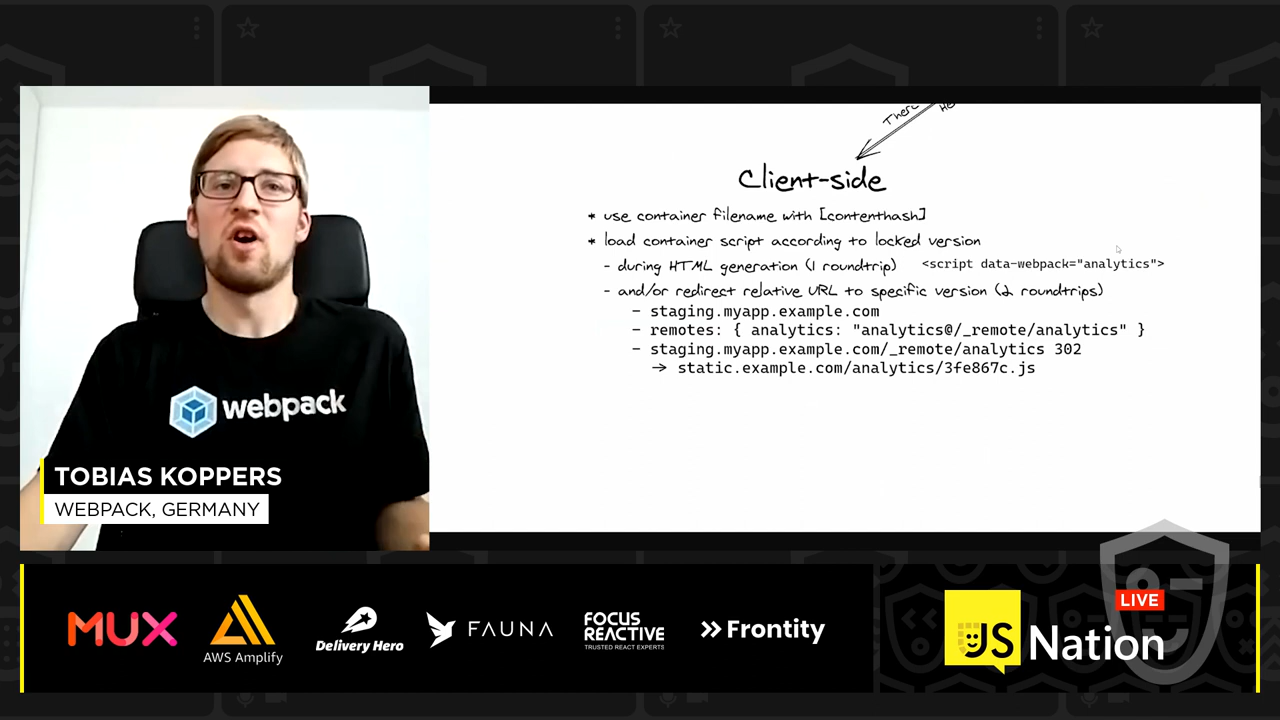 There
He
Client-side
* use container filename with [contenthash]
* load container script according to locked version
- during HTML generation (1 roundtrip) <script data-webpack="analytics">
- and/or redirect relative URL to specific version (2 roundtrips)
- staging.myapp.example.com
- remotes: { analytics: "analytics@/_remote/analytics" }
- staging.myapp.example.com/_remote/analytics 302
→ static.example.com/analytics/3fe867c.js
webpack
TOBIAS KOPPERS
WEBPACK, GERMANY
MUX
AWS Amplify
Delivery Hero
FAUNA
FOCUS
REACTIVE
TRUSTED REACT EXPERTS
Frontity
LIVE
JS Nation